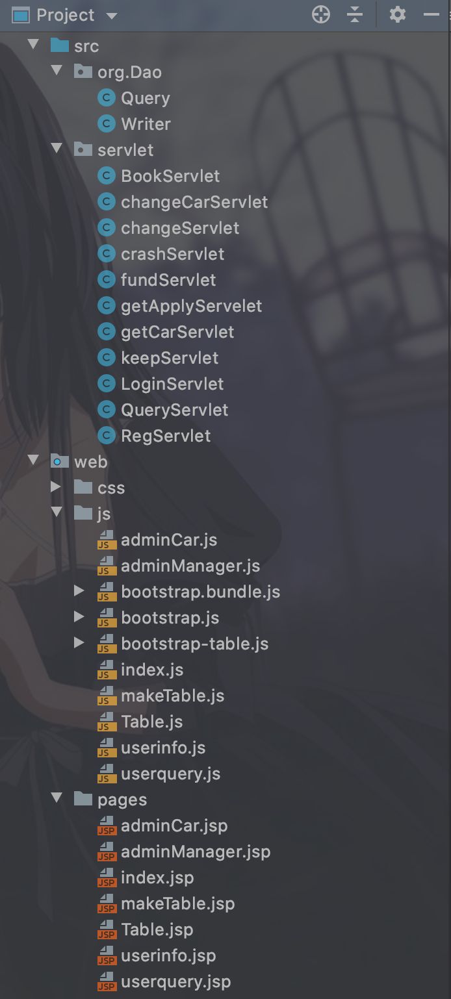 Project
src
org.Dao
Query
Writer
servlet
BookServlet
changeCarServlet
changeServlet
crashServlet
fundServlet
getApplyServelet
getCarServlet
keepServlet
LoginServlet
QueryServlet
RegServlet
web
css
js
adminCar.js
adminManager.js
bootstrap.bundle.js
bootstrap.js
bootstrap-table.js
index.js
makeTable.js
Table.js
userinfo.js
userquery.js
pages
adminCar.jsp
adminManager.jsp
index.jsp
makeTable.jsp
Table.jsp
userinfo.jsp
userquery.jsp